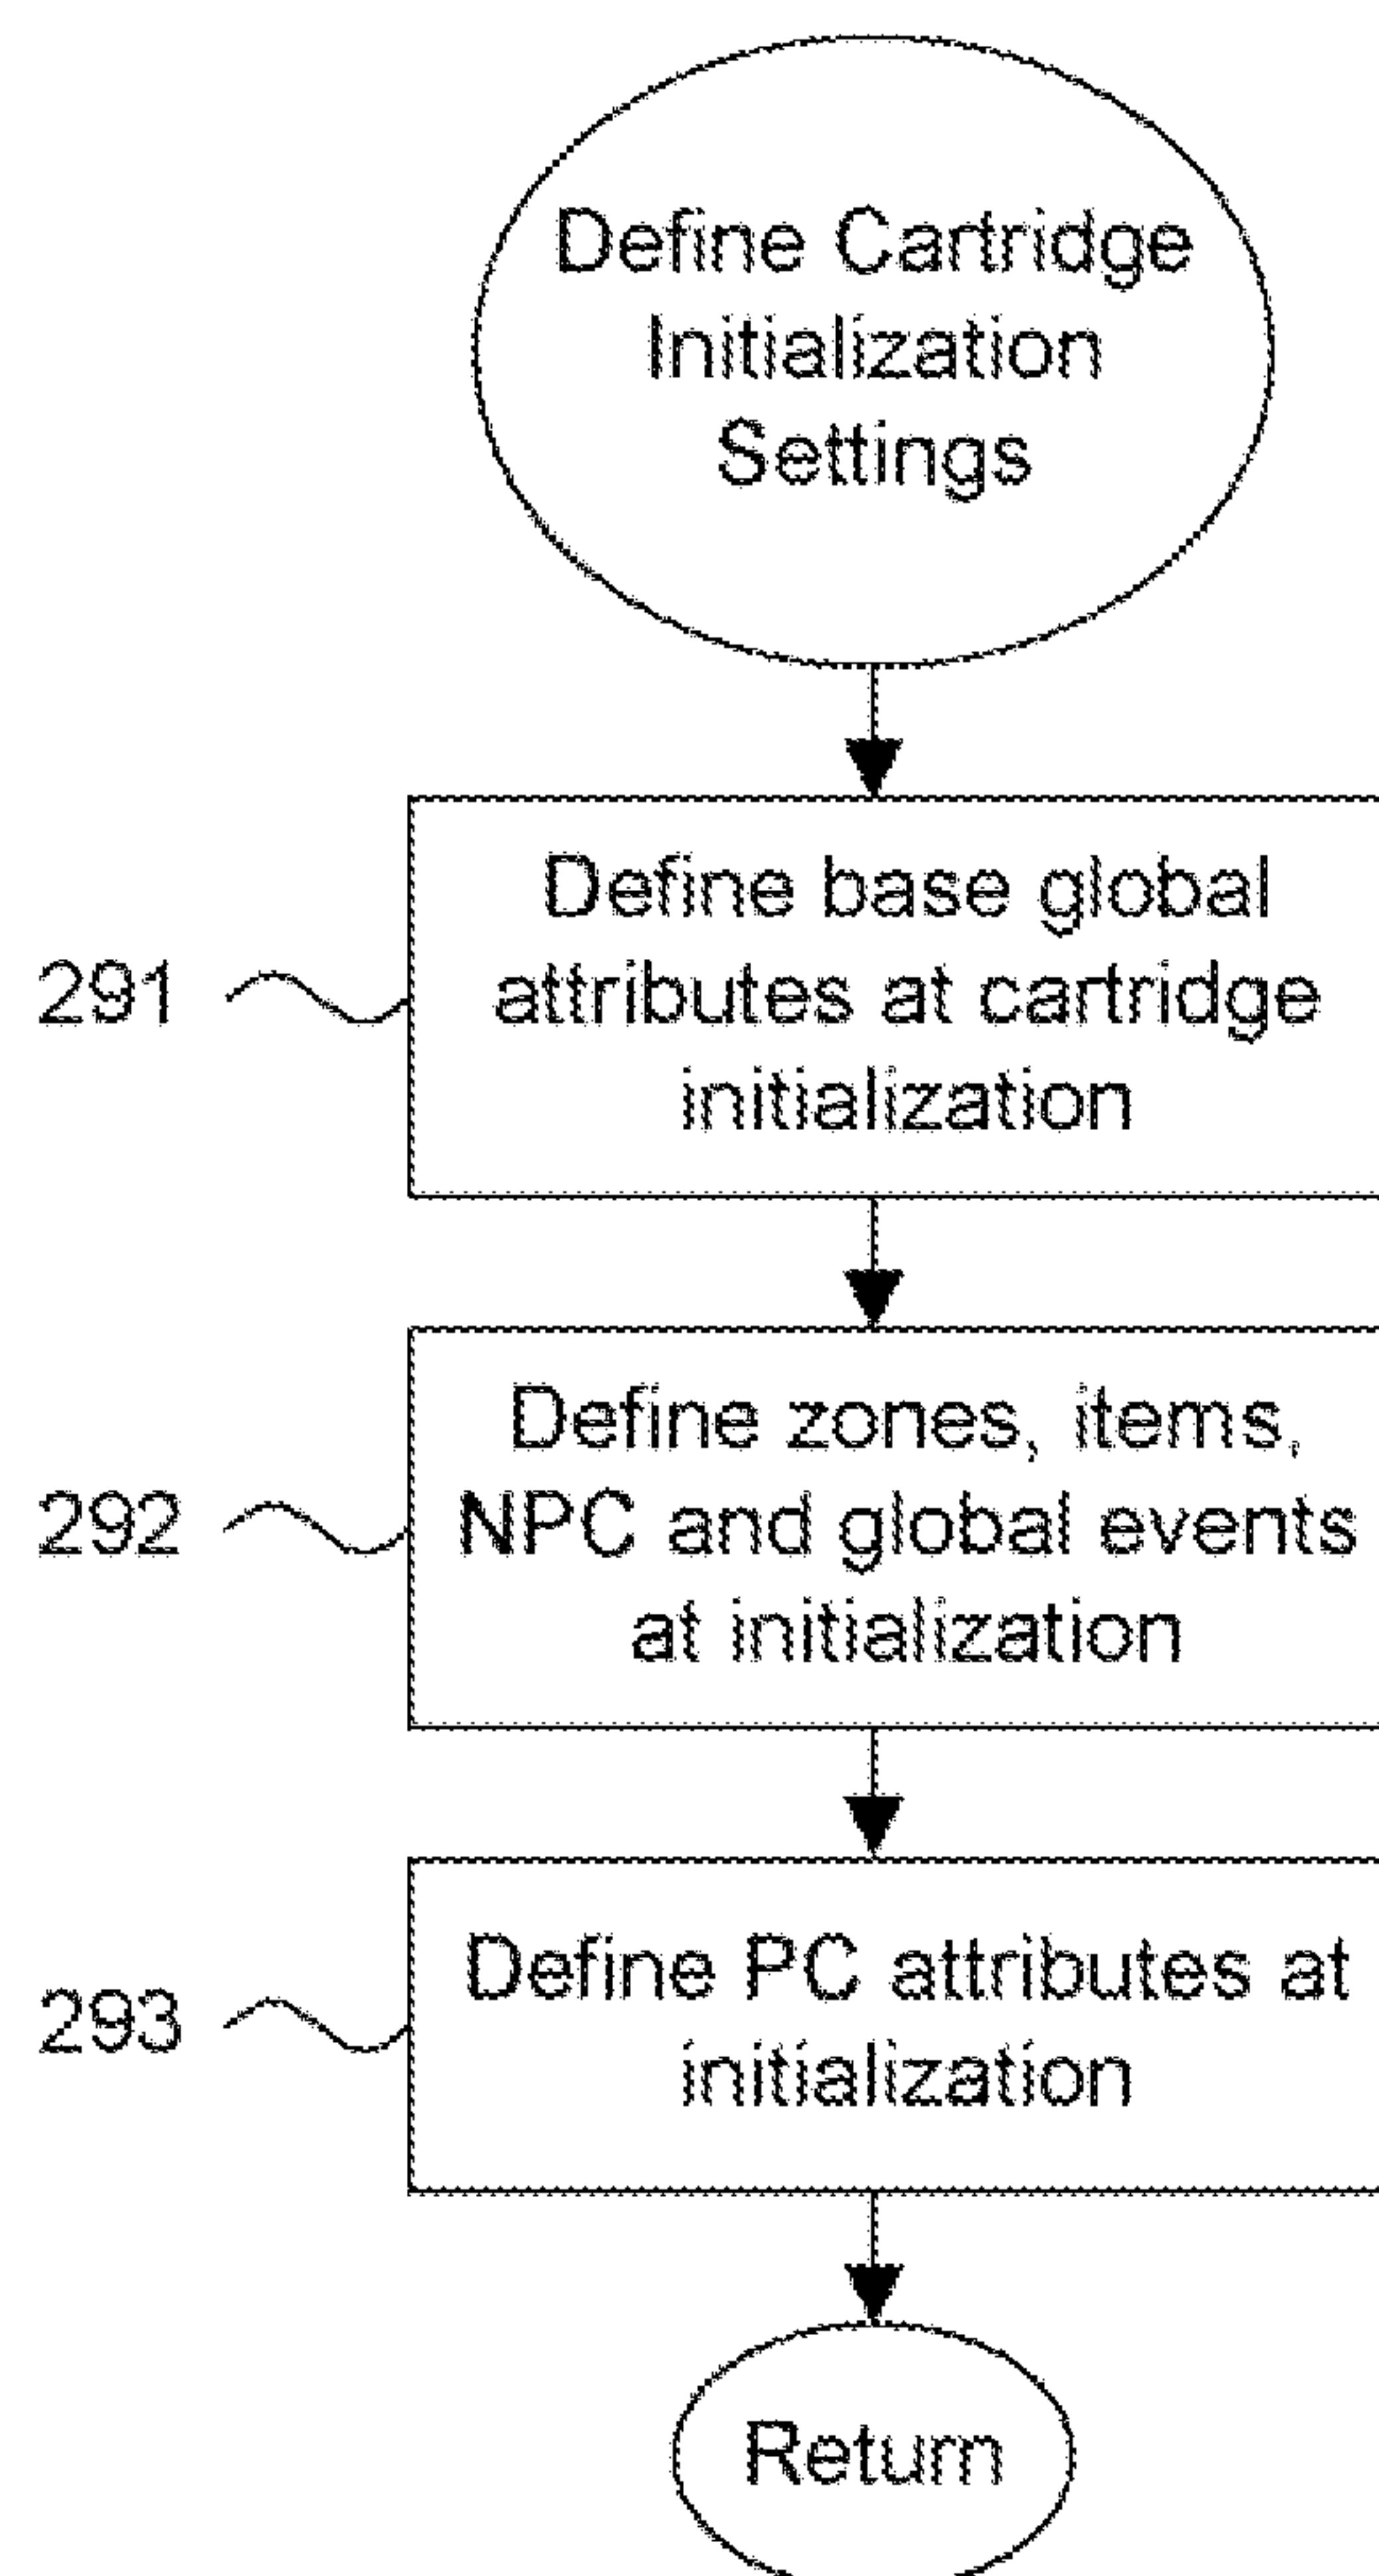 Define Cartridge
Initialization
Settings
291
Define base global
attributes at cartridge
initialization
292
Define zones, items,
NPC and global events
at initialization
293
Define PC attributes at
initialization
Return